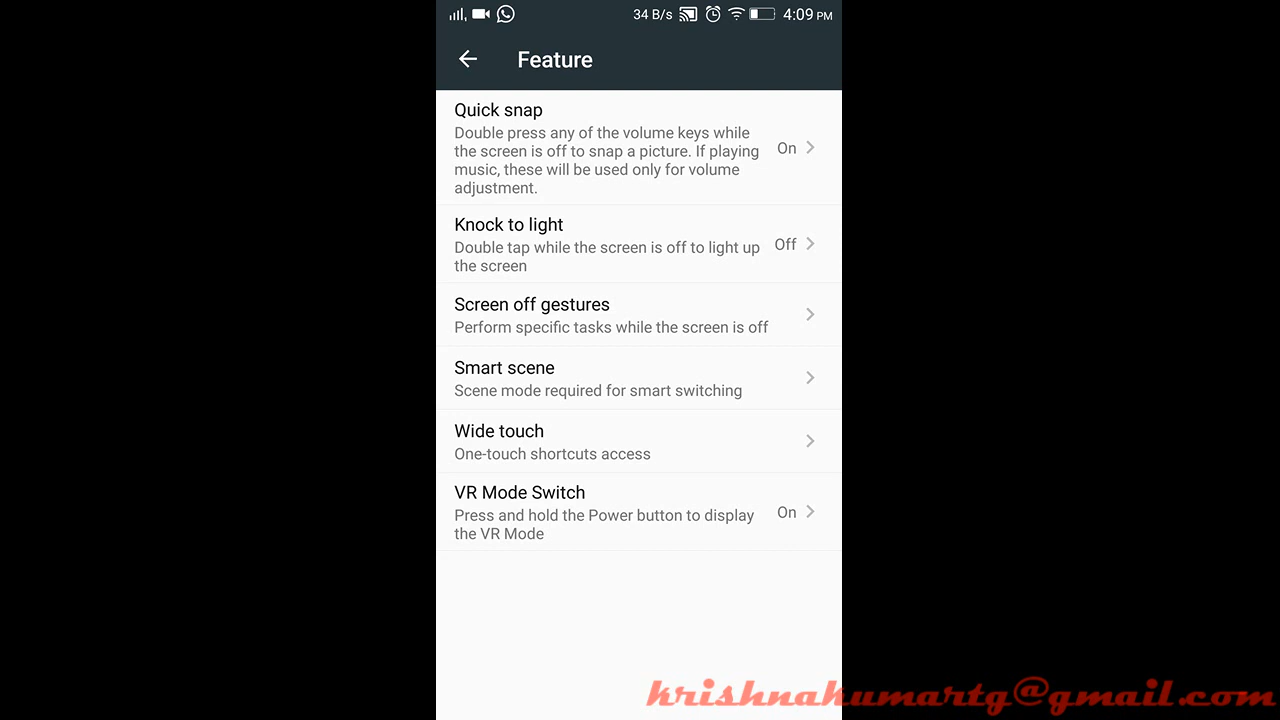 34 B/s 4:09 PM
Feature
Quick snap
Double press any of the volume keys while
the screen is off to snap a picture. If playing
music, these will be used only for volume
adjustment.
On
Knock to light
Double tap while the screen is off to light up
the screen
Off
Screen off gestures
Perform specific tasks while the screen is off
Smart scene
Scene mode required for smart switching
Wide touch
One-touch shortcuts access
VR Mode Switch
Press and hold the Power button to display
the VR Mode
On
krishnakumartg@gmail.com